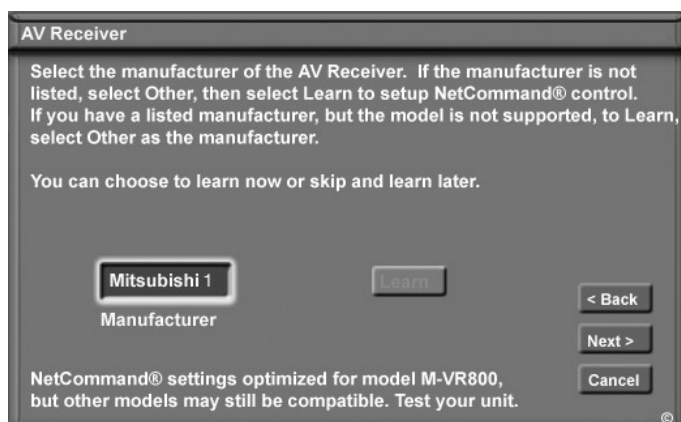 AV Receiver
Select the manufacturer of the AV Receiver. If the manufacturer is not
listed, select Other, then select Learn to setup NetCommand® control.
If you have a listed manufacturer, but the model is not supported, to Learn,
select Other as the manufacturer.
You can choose to learn now or skip and learn later.
Mitsubishi 1
Learn
Manufacturer
< Back
Next >
Cancel
NetCommand® settings optimized for model M-VR800,
but other models may still be compatible. Test your unit.
©